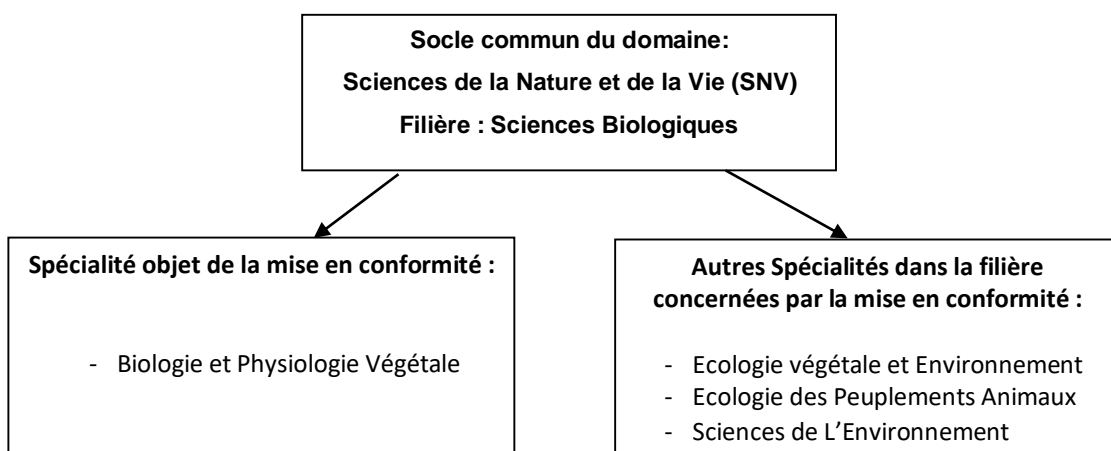 Socle commun du domaine:
Sciences de la Nature et de la Vie (SNV)
Filière : Sciences Biologiques
Spécialité objet de la mise en conformité :
- Biologie et Physiologie Végétale
Autres Spécialités dans la filière
concernées par la mise en conformité :
- Ecologie végétale et Environnement
- Ecologie des Peuplements Animaux
- Sciences de L’Environnement